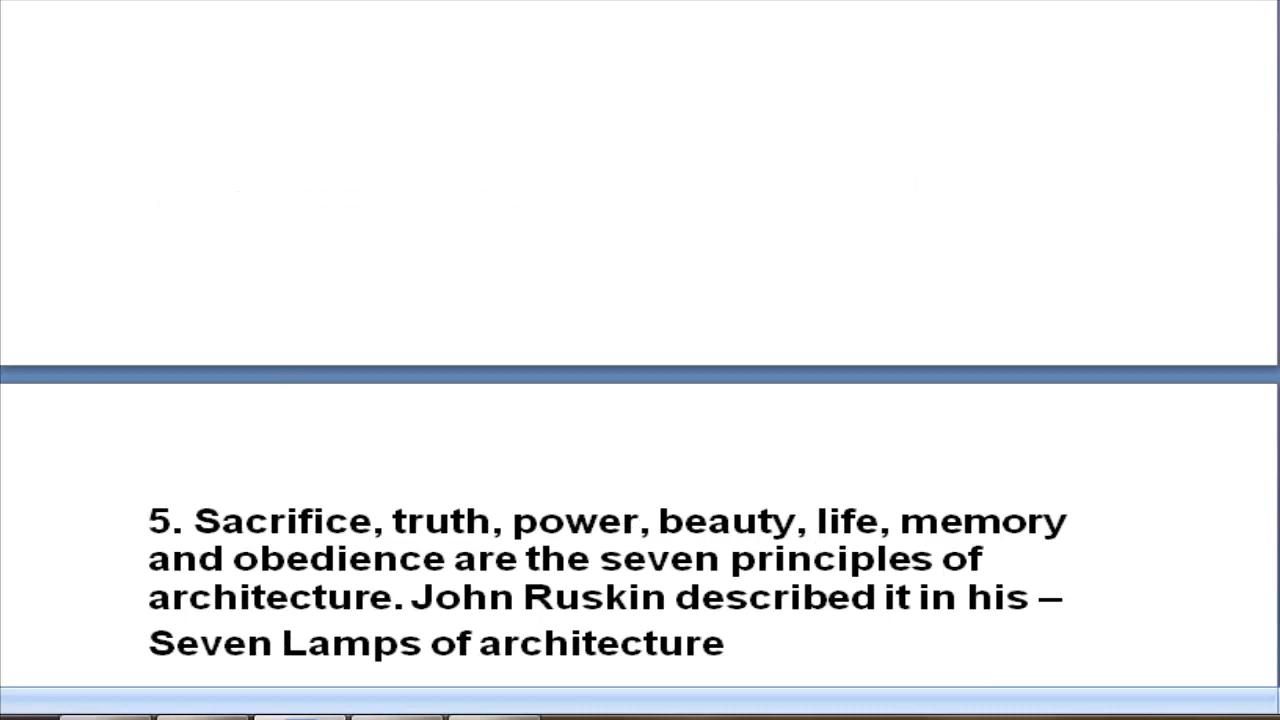 5. Sacrifice, truth, power, beauty, life, memory
and obedience are the seven principles of
architecture. John Ruskin described it in his –
Seven Lamps of architecture